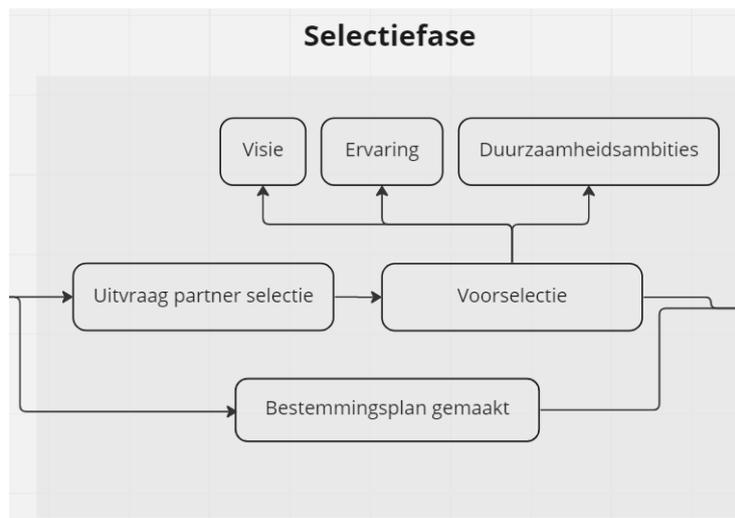 Selectiefase
Visie
Ervaring
Duurzaamheidsambities
Uitvraag partner selectie
Voorselectie
Bestemmingsplan gemaakt